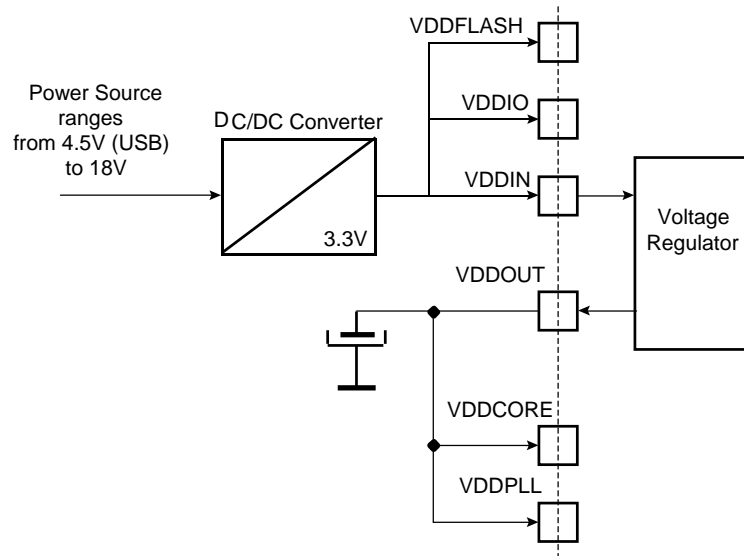 VDDFLASH
Power Source
ranges
from 4.5V (USB)
to 18V
DC/DC Converter
VDDIO
VDDIN
3.3V
Voltage
Regulator
VDDOUT
VDDCORE
VDDPLL